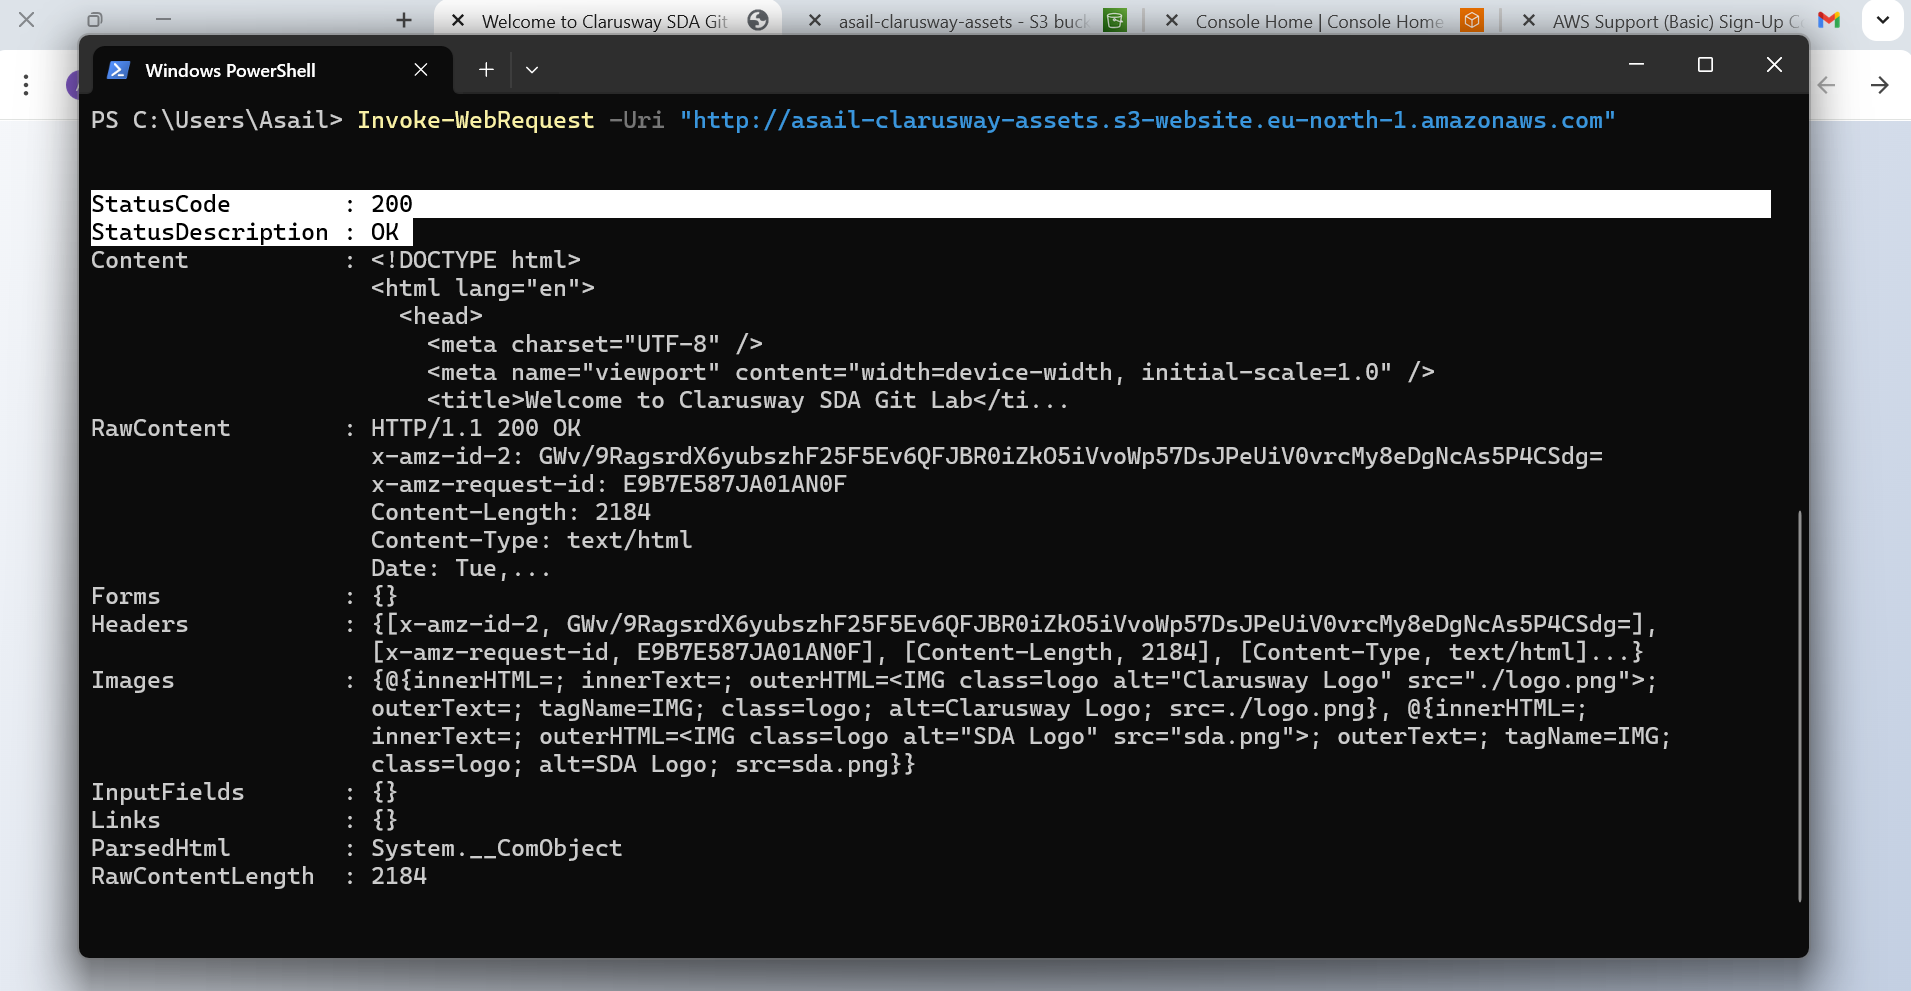 Welcome to Clarusway SDA Git
asail-clarusway-assets - S3 buck
Console Home | Console Home
AWS Support (Basic) Sign-Up C
Windows PowerShell
PS C:\Users\Asail> Invoke-WebRequest -Uri "http://asail-clarusway-assets.s3-website.eu-north-1.amazonaws.com"
StatusCode : 200
StatusDescription : OK
Content : <!DOCTYPE html>
<html lang="en">
<head>
<meta charset="UTF-8" />
<meta name="viewport" content="width=device-width, initial-scale=1.0" />
<title>Welcome to Clarusway SDA Git Lab</ti...
RawContent : HTTP/1.1 200 OK
x-amz-id-2: GWv/9RagsrdX6yubszhF25F5Ev6QFJBR0iZkO5iVvoWp57DsJPeUiV0vrcMy8eDgNcAs5P4CSdg=
x-amz-request-id: E9B7E587JA01AN0F
Content-Length: 2184
Content-Type: text/html
Date: Tue,...
Forms : {}
Headers : {[x-amz-id-2, GWv/9RagsrdX6yubszhF25F5Ev6QFJBR0iZkO5iVvoWp57DsJPeUiV0vrcMy8eDgNcAs5P4CSdg=],
[x-amz-request-id, E9B7E587JA01AN0F], [Content-Length, 2184], [Content-Type, text/html]...}
Images : {@{innerHTML=; innerText=; outerHTML=<IMG class=logo alt="Clarusway Logo" src="./logo.png">;
outerText=; tagName=IMG; class=logo; alt=Clarusway Logo; src=./logo.png}, @{innerHTML=;
innerText=; outerHTML=<IMG class=logo alt="SDA Logo" src="sda.png">; outerText=; tagName=IMG;
class=logo; alt=SDA Logo; src=sda.png}}
InputFields : {}
Links : {}
ParsedHtml : System.__ComObject
RawContentLength : 2184